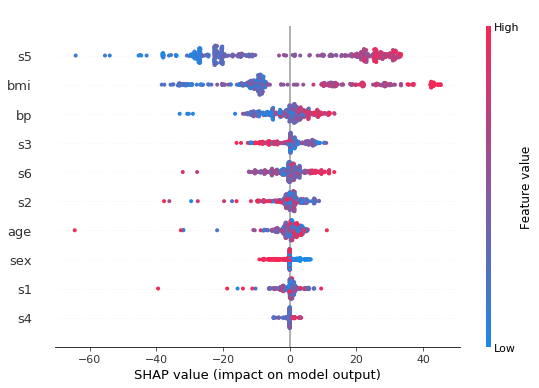 High
s5
bmi
bp
s3
s6
s2
age
sex
s1
s4
Feature value
Low
−60
−40
−20
0
20
40
SHAP value (impact on model output)